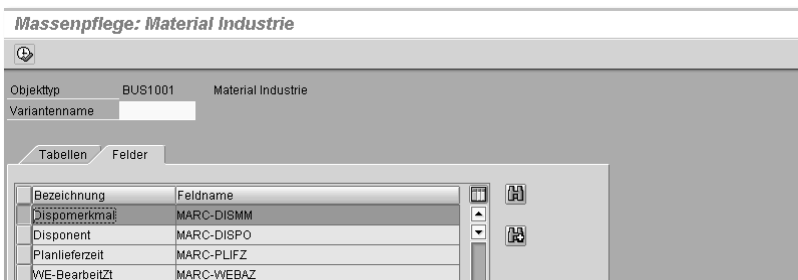 Massenpflege: Material Industrie
Objekttyp BUS1001 Material Industrie
Variantenname
Tabellen Felder
Bezeichnung Feldname
Dispomerkmal MARC-DISMM
Disponent MARC-DISPO
Planlieferzeit MARC-PLIFZ
WE-BearbeitZt MARC-WEBAZ